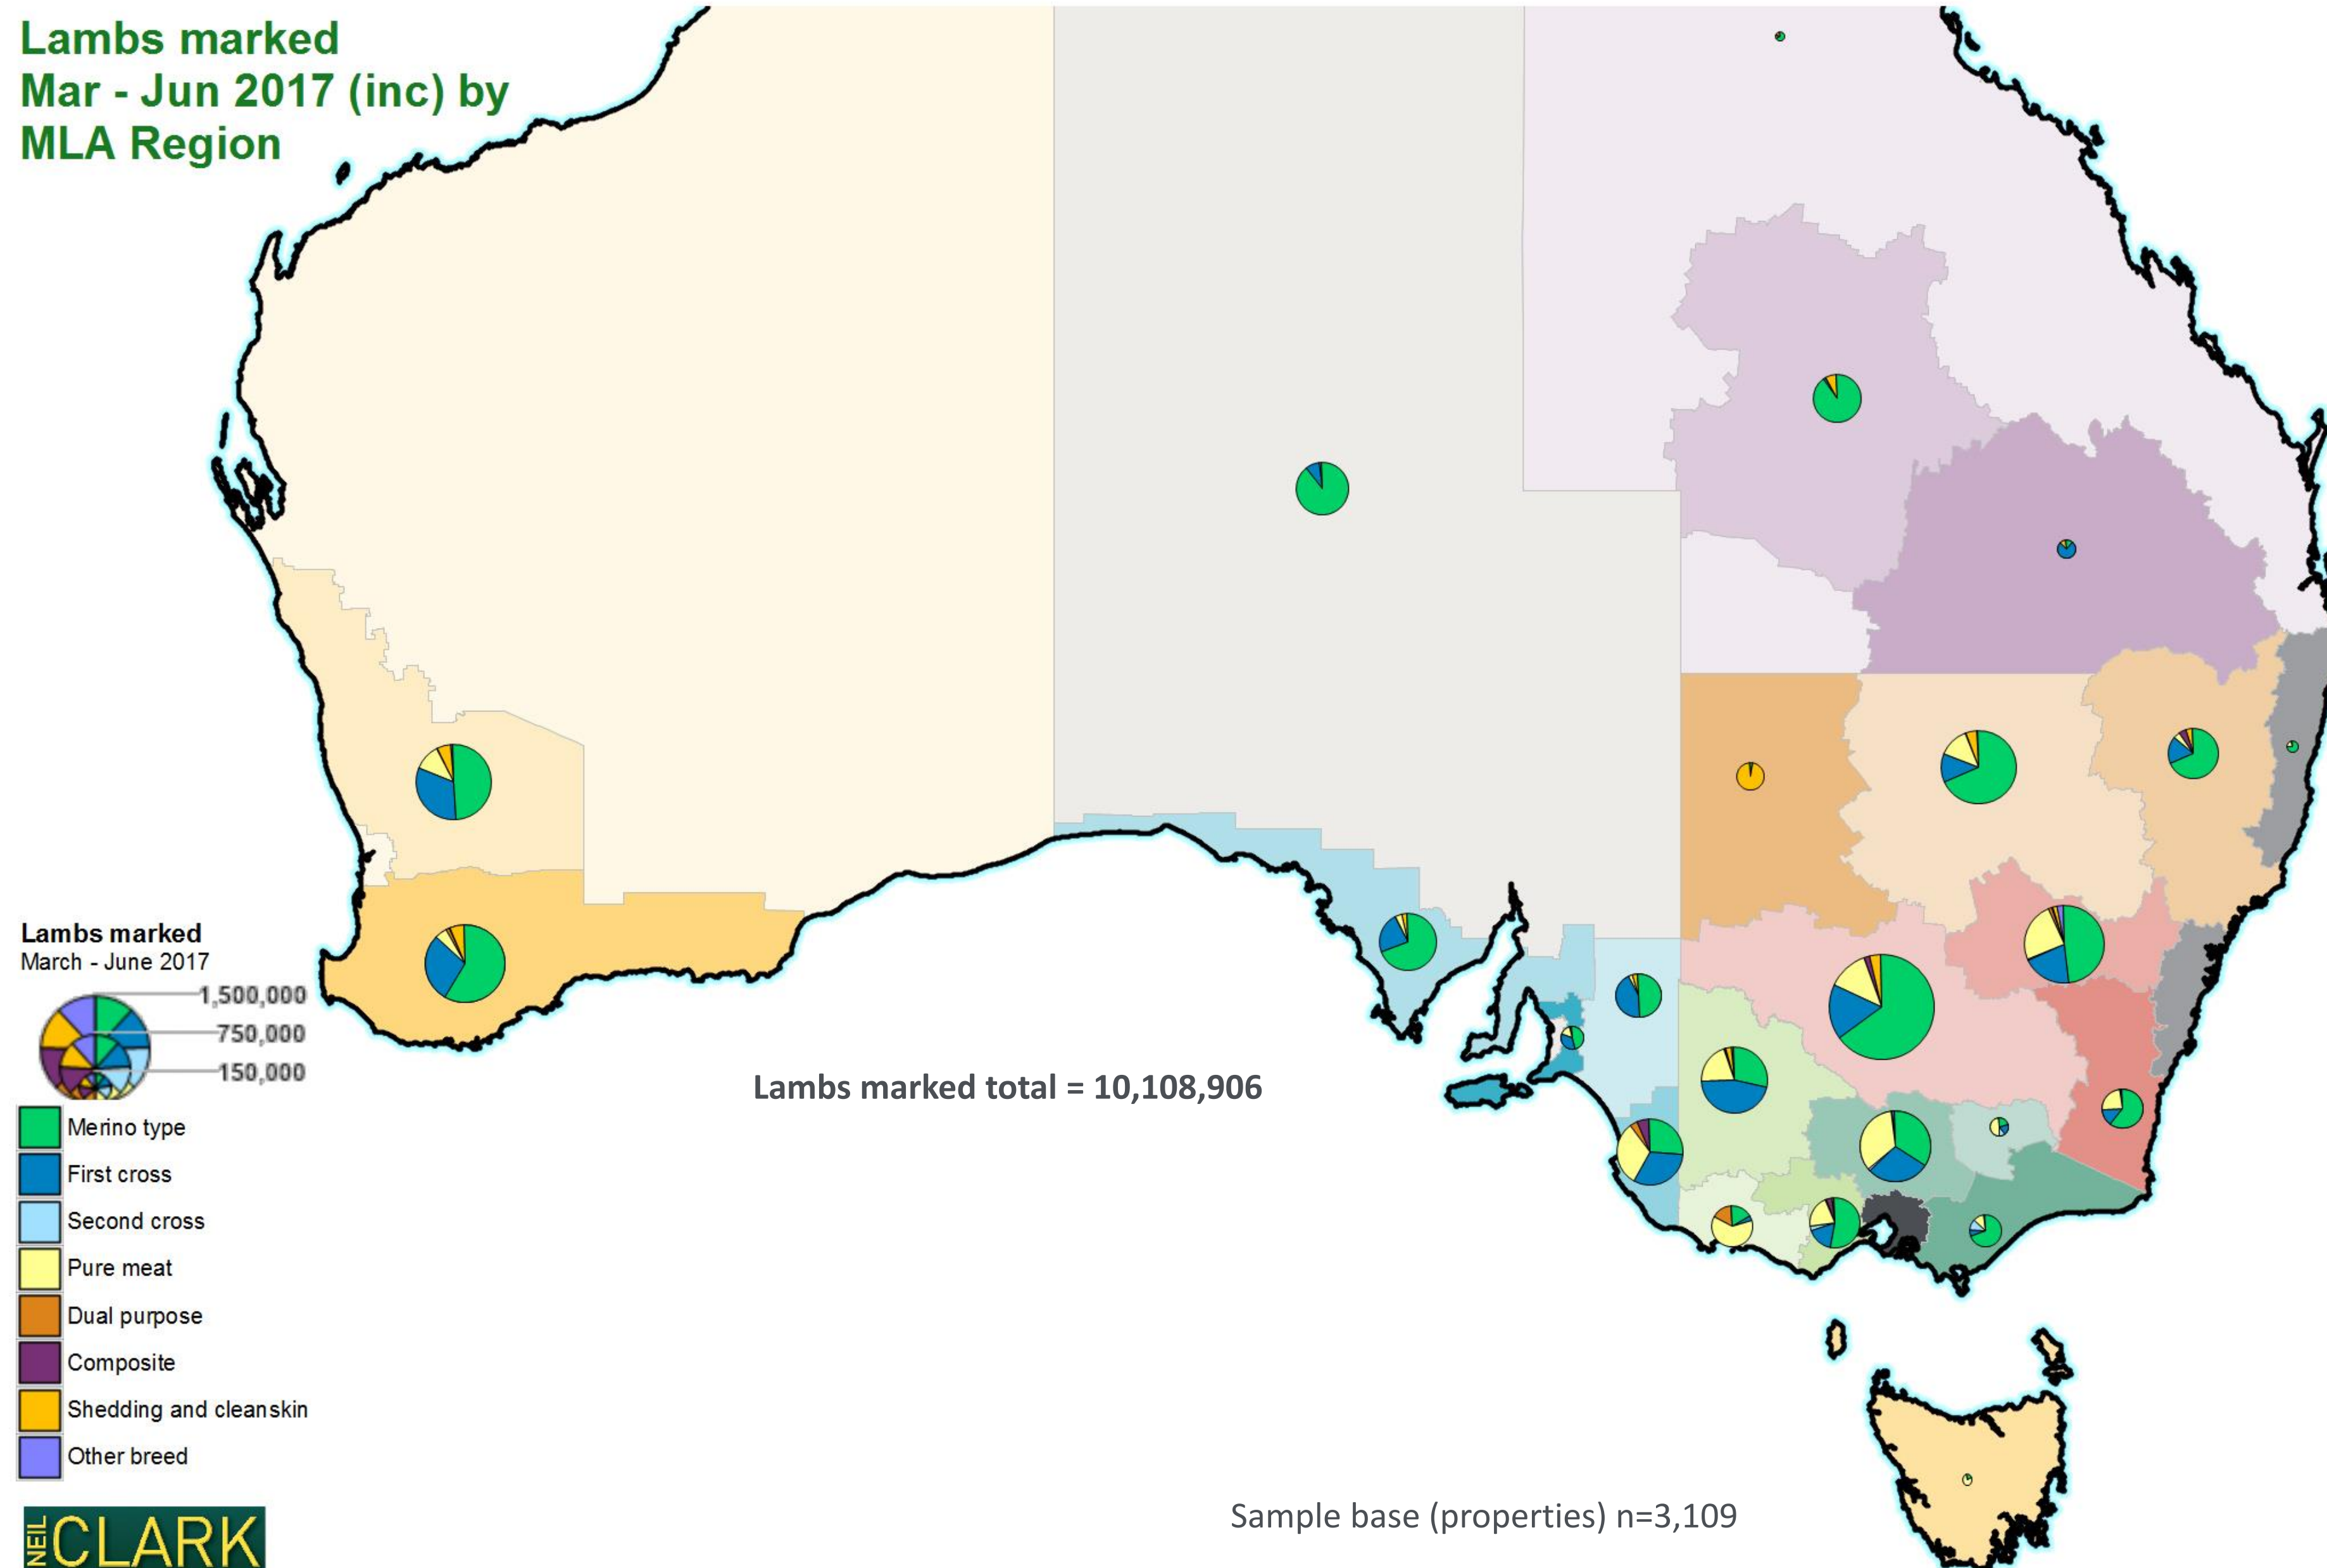 Lambs marked
Mar - Jun 2017 (inc) by
MLA Region
Lambs marked
March - June 2017
1,500,000
750,000
150,000
Merino type
First cross
Second cross
Pure meat
Dual purpose
Composite
Shedding and cleanskin
Other breed
Lambs marked total = 10,108,906
Sample base (properties) n=3,109
NEIL CLARK